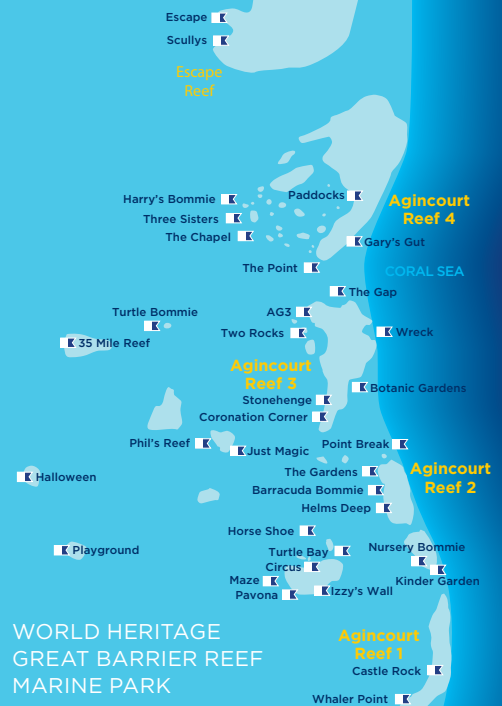 Escape
Scullys
Escape
Reef
Paddocks
Harry's Bommie
Agincourt
Reef 4
Three Sisters
The Chapel
Gary's Gut
The Point
CORAL SEA
The Gap
Turtle Bommie
AG3
Two Rocks
Wreck
35 Mile Reef
Agincourt
Reef 3
Botanic Gardens
Stonehenge
Coronation Corner
Phil's Reef
Just Magic
Point Break
The Gardens
Agincourt
Reef 2
Halloween
Barracuda Bommie
Helms Deep
Horse Shoe
Nursery Bommie
Playground
Turtle Bay
Circus
Maze
Kinder Garden
Pavona
Izzy's Wall
WORLD HERITAGE
GREAT BARRIER REEF
MARINE PARK
Agincourt
Reef 1
Castle Rock
Whaler Point